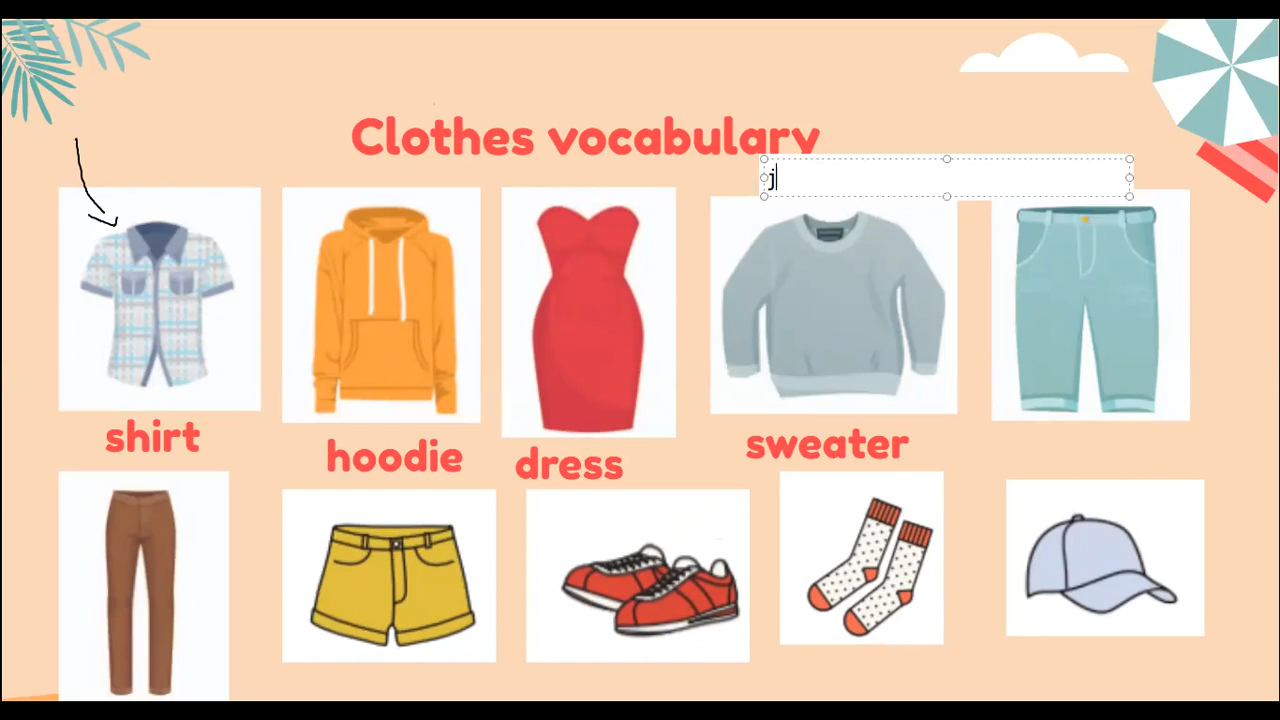 Clothes vocabulary
j
shirt
hoodie
dress
sweater